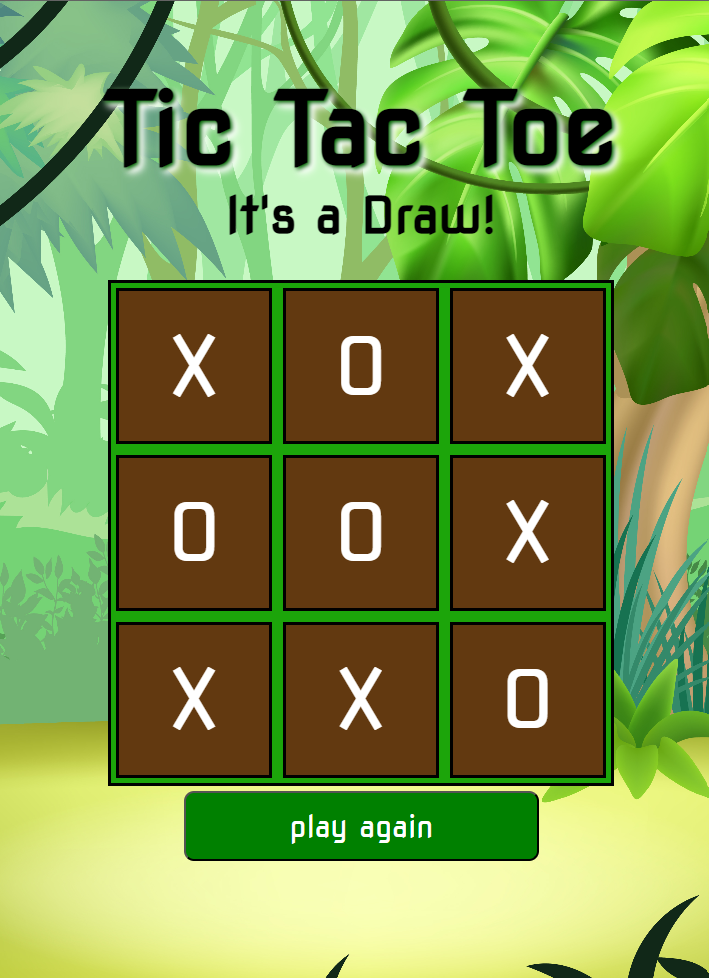 Tic Tac Toe
It's a Draw!
X O X
O O X
X X O
play again